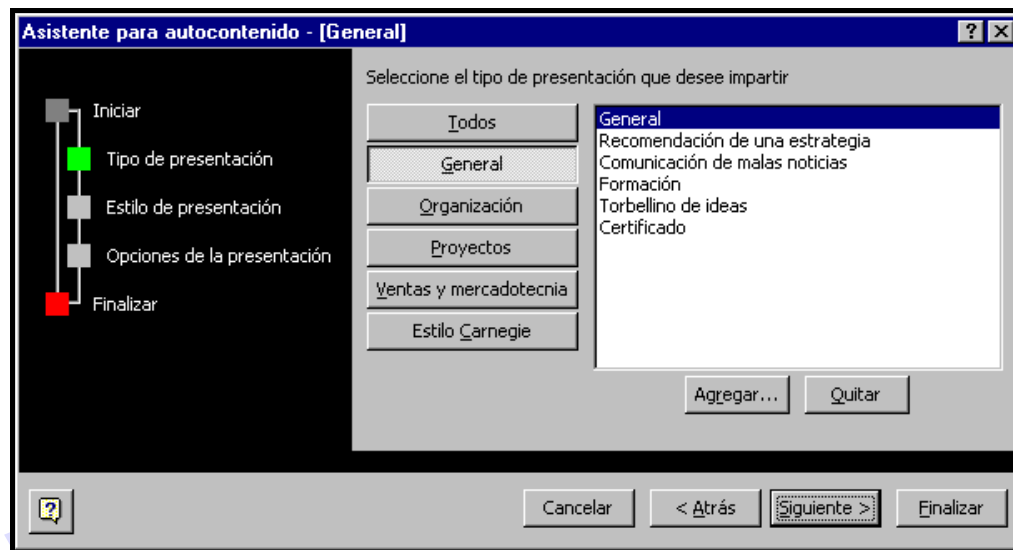 Asistente para autocontenido - [General]
Seleccione el tipo de presentación que desee impartir
Iniciar
Tipo de presentación
Estilo de presentación
Opciones de la presentación
Finalizar
Todos
General
Organización
Proyectos
Ventas y mercadotecnia
Estilo Carnegie
General
Recomendación de una estrategia
Comunicación de malas noticias
Formación
Torbellino de ideas
Certificado
Agregar...
Quitar
Cancelar
< Atrás
Siguiente >
Finalizar